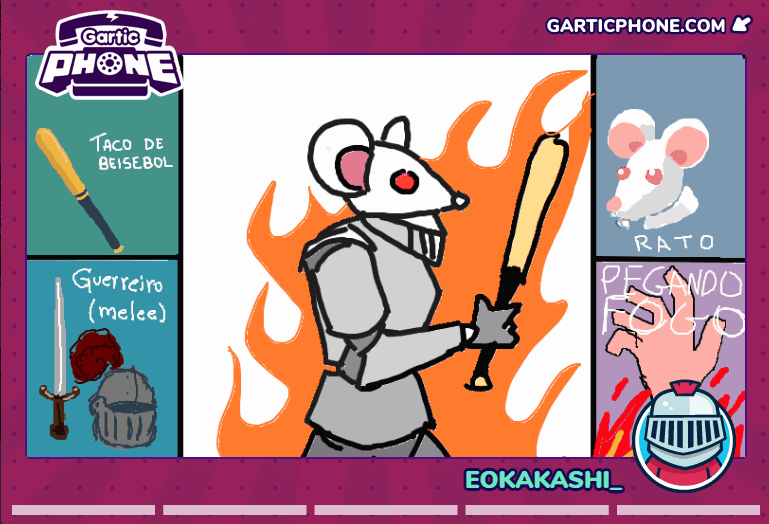 Gartic
PHONE
GARTICPHONE.COM
TACO DE
BEISEBOL
RATO
Guerreiro
(melee)
PEGANDO
FOGO
EOKAKASHI_